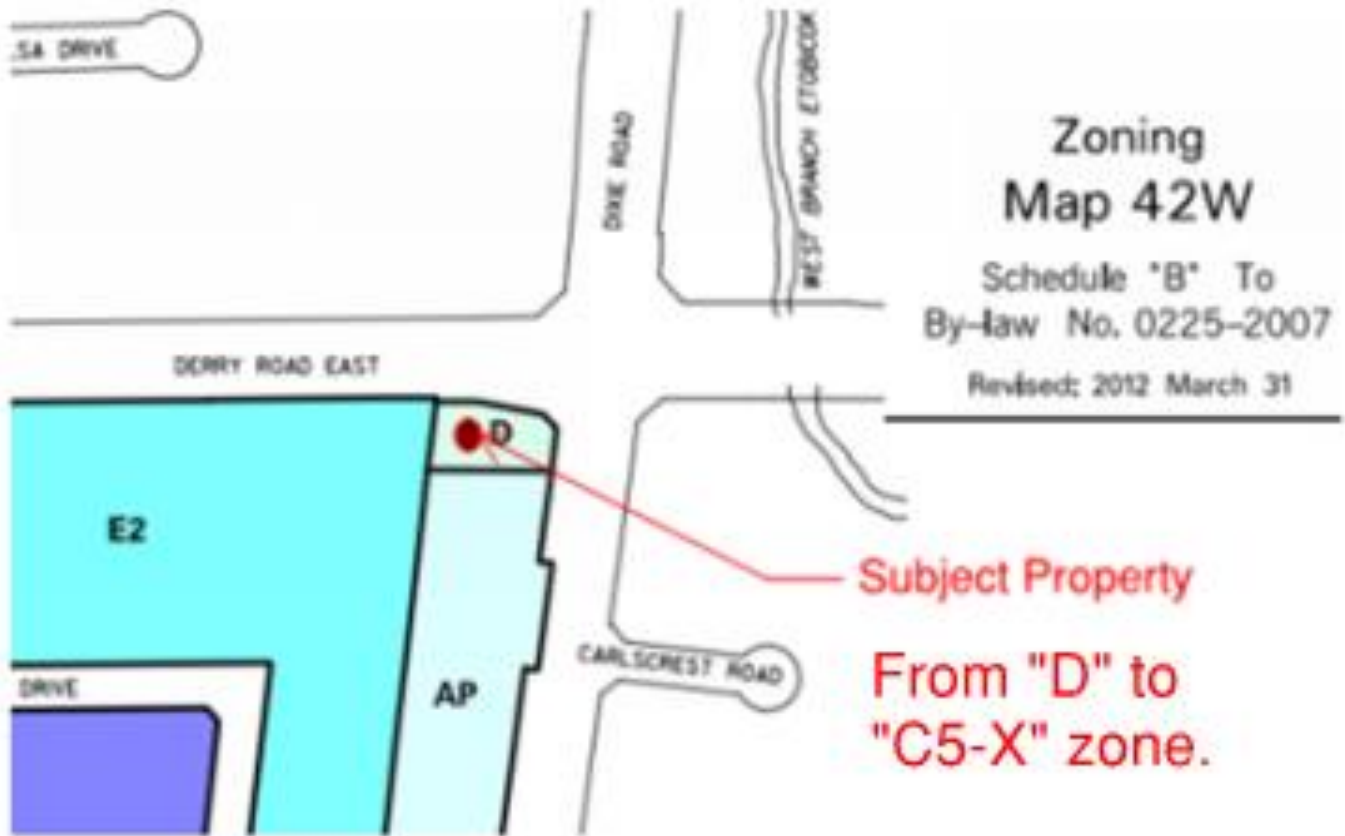 LSA DRIVE
DIXIE ROAD
WEST BRANCH ETOBICOK
Zoning
Map 42W
Schedule "B" To
By-law No. 0225-2007
Revised: 2012 March 31
DERRY ROAD EAST
D
E2
Subject Property
CARLSCREST ROAD
From "D" to
"C5-X" zone.
DRIVE
AP